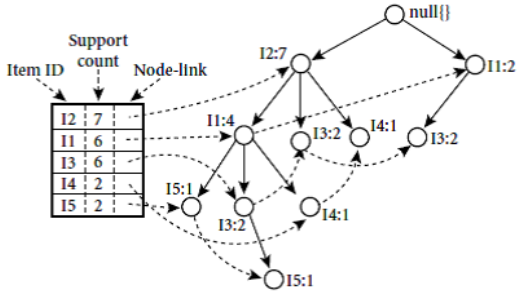 null{}
Support
count
Item ID
Node-link
I2:7
I1:2
I2 7
I1 6
I3 6
I4 2
I5 2
I1:4
I3:2
I4:1
I3:2
I5:1
I3:2
I4:1
I5:1